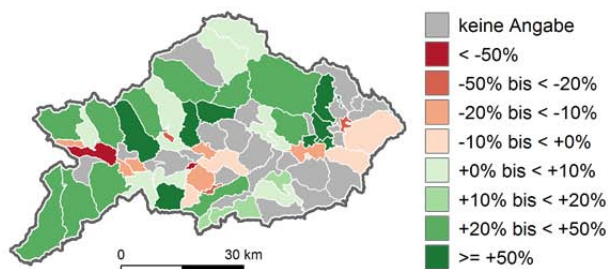 keine Angabe
< -50%
-50% bis < -20%
-20% bis < -10%
-10% bis < +0%
+0% bis < +10%
+10% bis < +20%
+20% bis < +50%
>= +50%
0 30 km